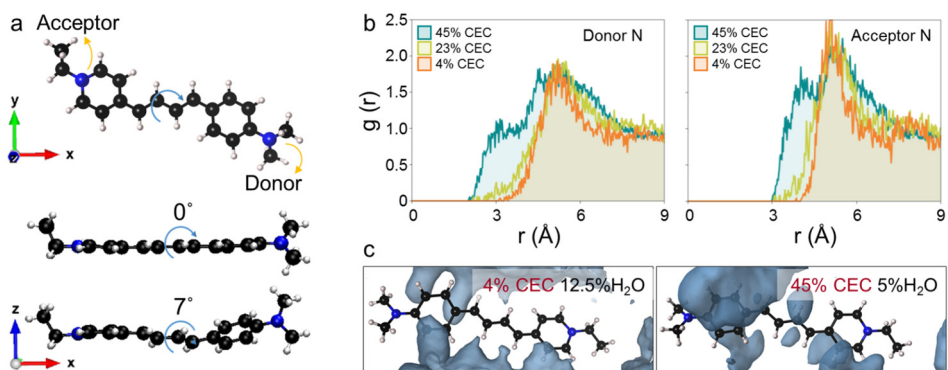 a
Acceptor
y
x
z
Donor
0°
7°
z
x
b
2.5
2.0
1.5
1.0
0.5
0
g (r)
45% CEC
23% CEC
4% CEC
Donor N
0 3 6 9
r (Å)
45% CEC
23% CEC
4% CEC
Acceptor N
0 3 6 9
r (Å)
c
4% CEC 12.5%H₂O
45% CEC 5%H₂O